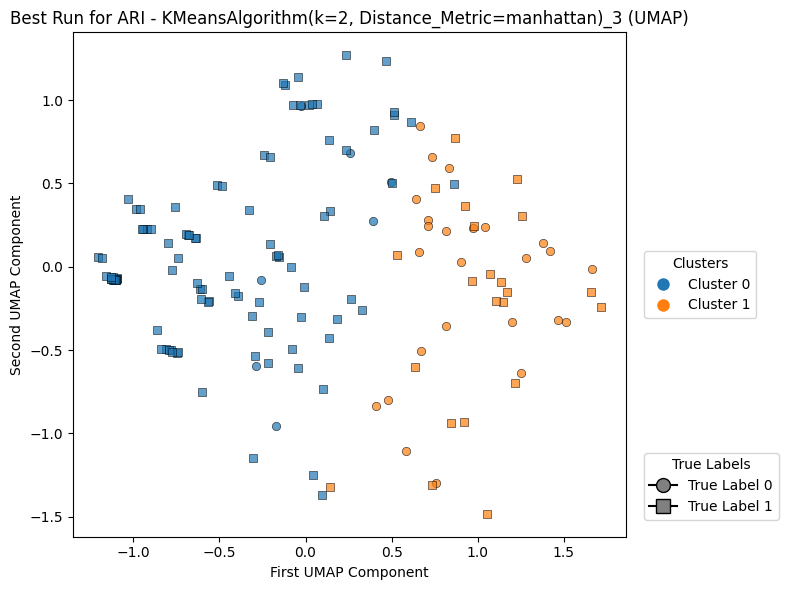 Best Run for ARI - KMeansAlgorithm(k=2, Distance_Metric=manhattan)_3 (UMAP)
Second UMAP Component
1.0
0.5
0.0
−0.5
−1.0
−1.5
−1.0
−0.5
0.0
0.5
1.0
1.5
First UMAP Component
Clusters
Cluster 0
Cluster 1
True Labels
True Label 0
True Label 1